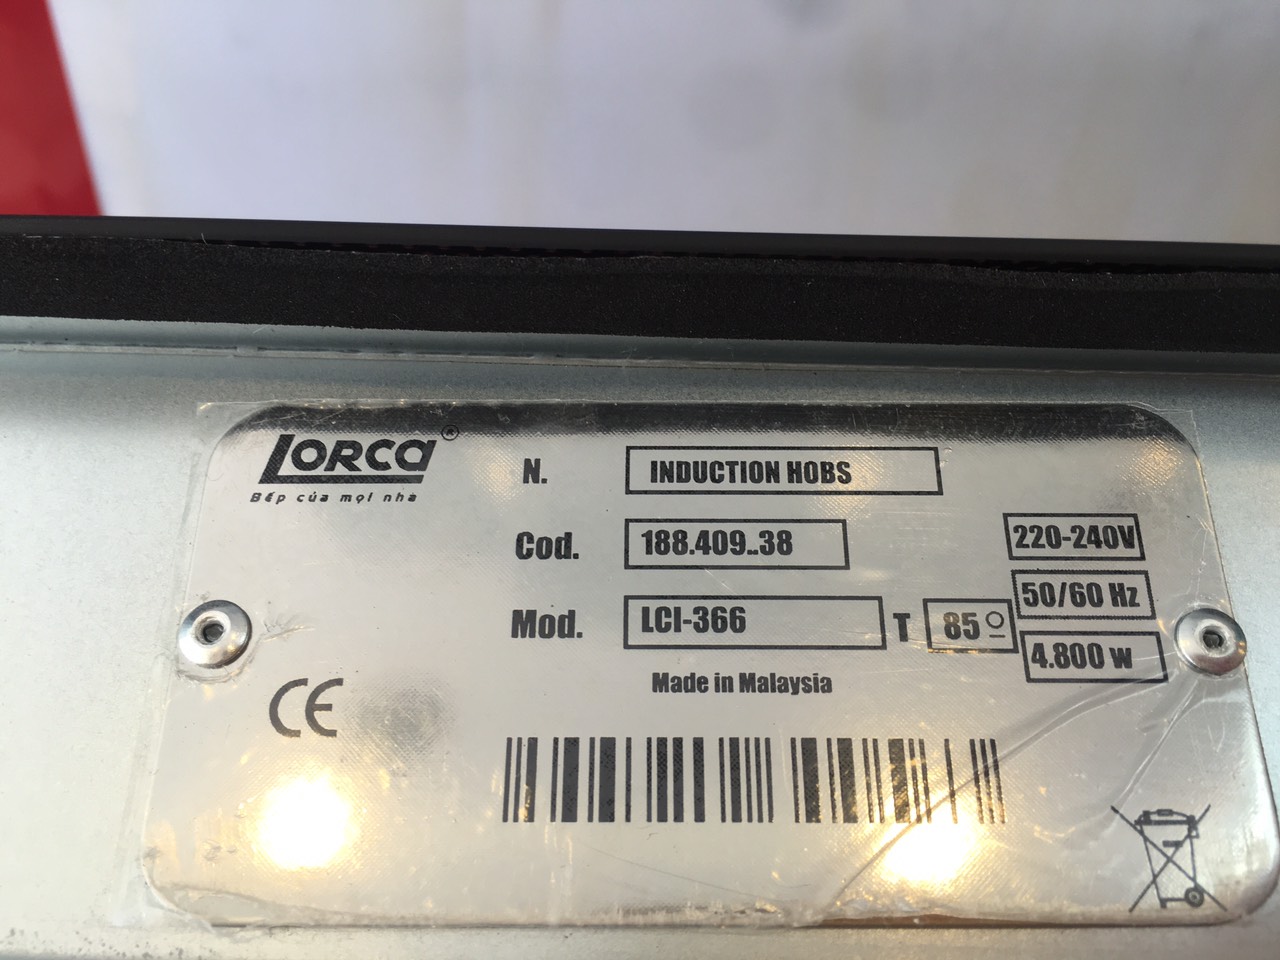 LORCa®
Bếp của mọi nhà
N. INDUCTION HOBS
Cod. 188.409..38
220-240V
50/60 Hz
Mod. LCI-366
T 85º
4.800 w
Made in Malaysia
CE